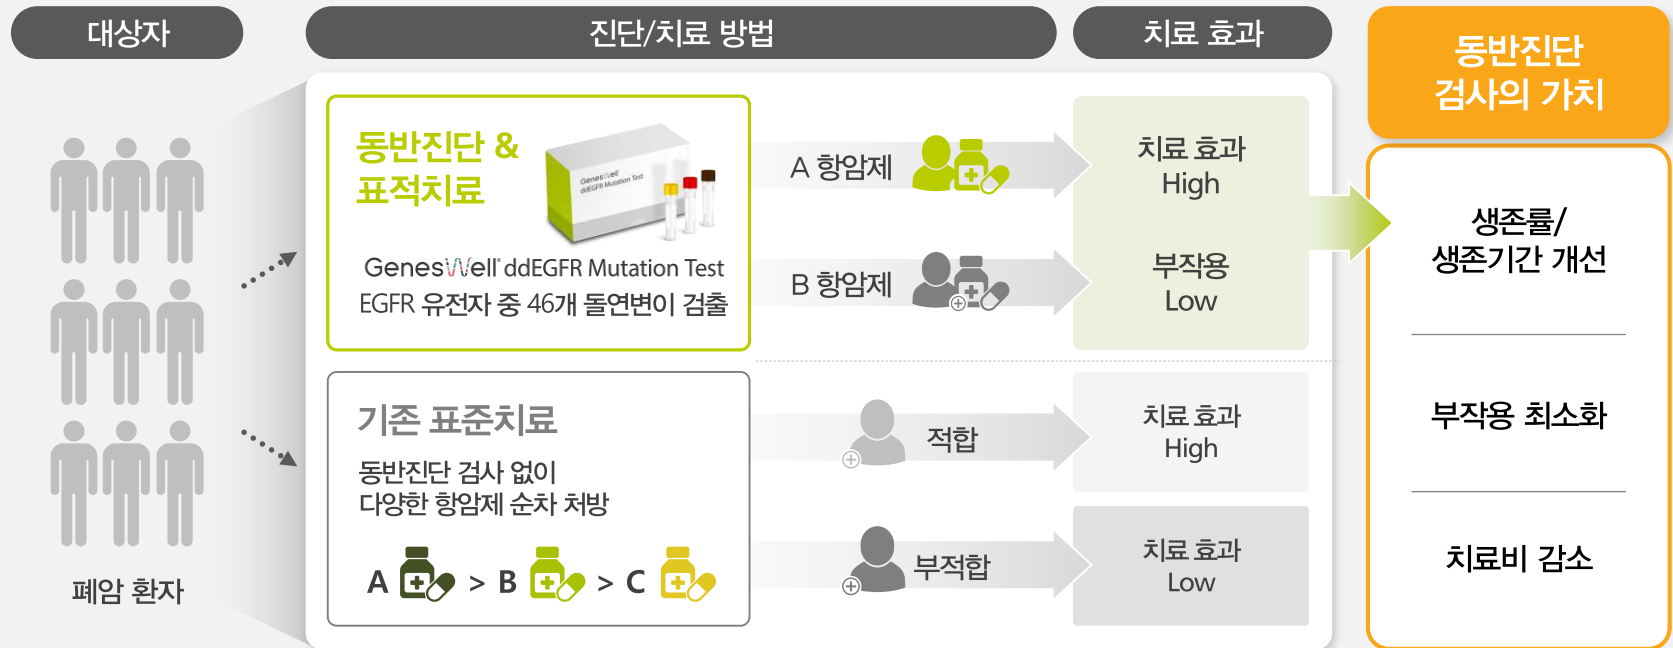 대상자
진단/치료 방법
치료 효과
동반진단
검사의 가치
동반진단 &
표적치료
GenesWell
ddEGFR Mutation Test
GenesWell® ddEGFR Mutation Test
EGFR 유전자 중 46개 돌연변이 검출
A 항암제
B 항암제
치료 효과
High
부작용
Low
기존 표준치료
동반진단 검사 없이
다양한 항암제 순차 처방
A > B > C
적합
부적합
치료 효과
High
치료 효과
Low
생존률/
생존기간 개선
부작용 최소화
치료비 감소
폐암 환자